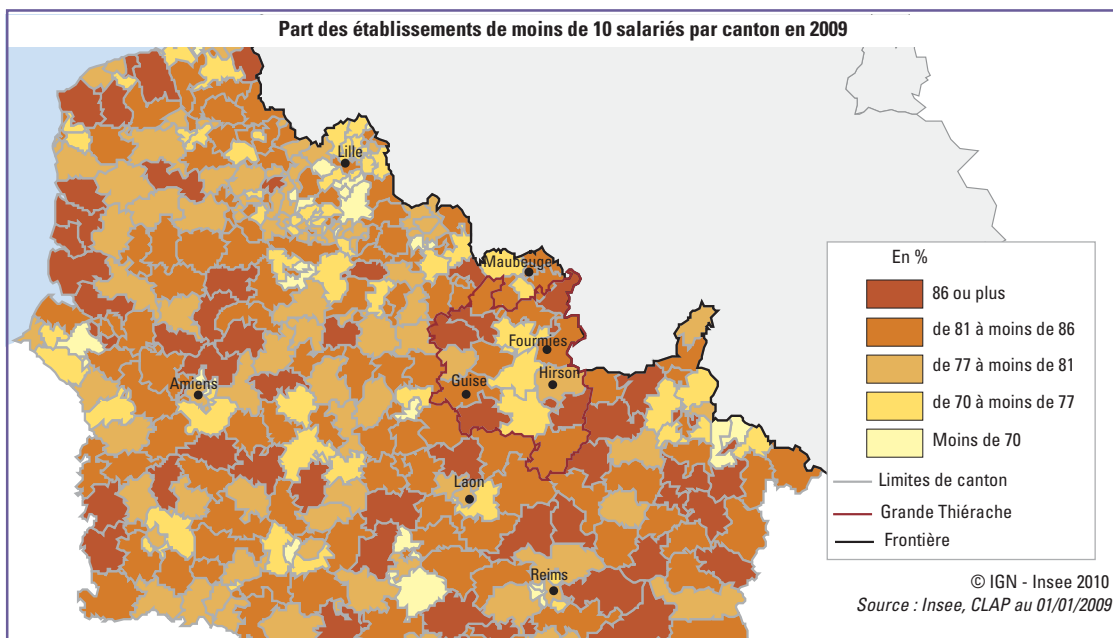 Part des établissements de moins de 10 salariés par canton en 2009
Lille
Maubeuge
Fourmies
Hirson
Guise
Amiens
Laon
Reims
En %
86 ou plus
de 81 à moins de 86
de 77 à moins de 81
de 70 à moins de 77
Moins de 70
Limites de canton
Grande Thiérache
Frontière
© IGN - Insee 2010
Source : Insee, CLAP au 01/01/2009